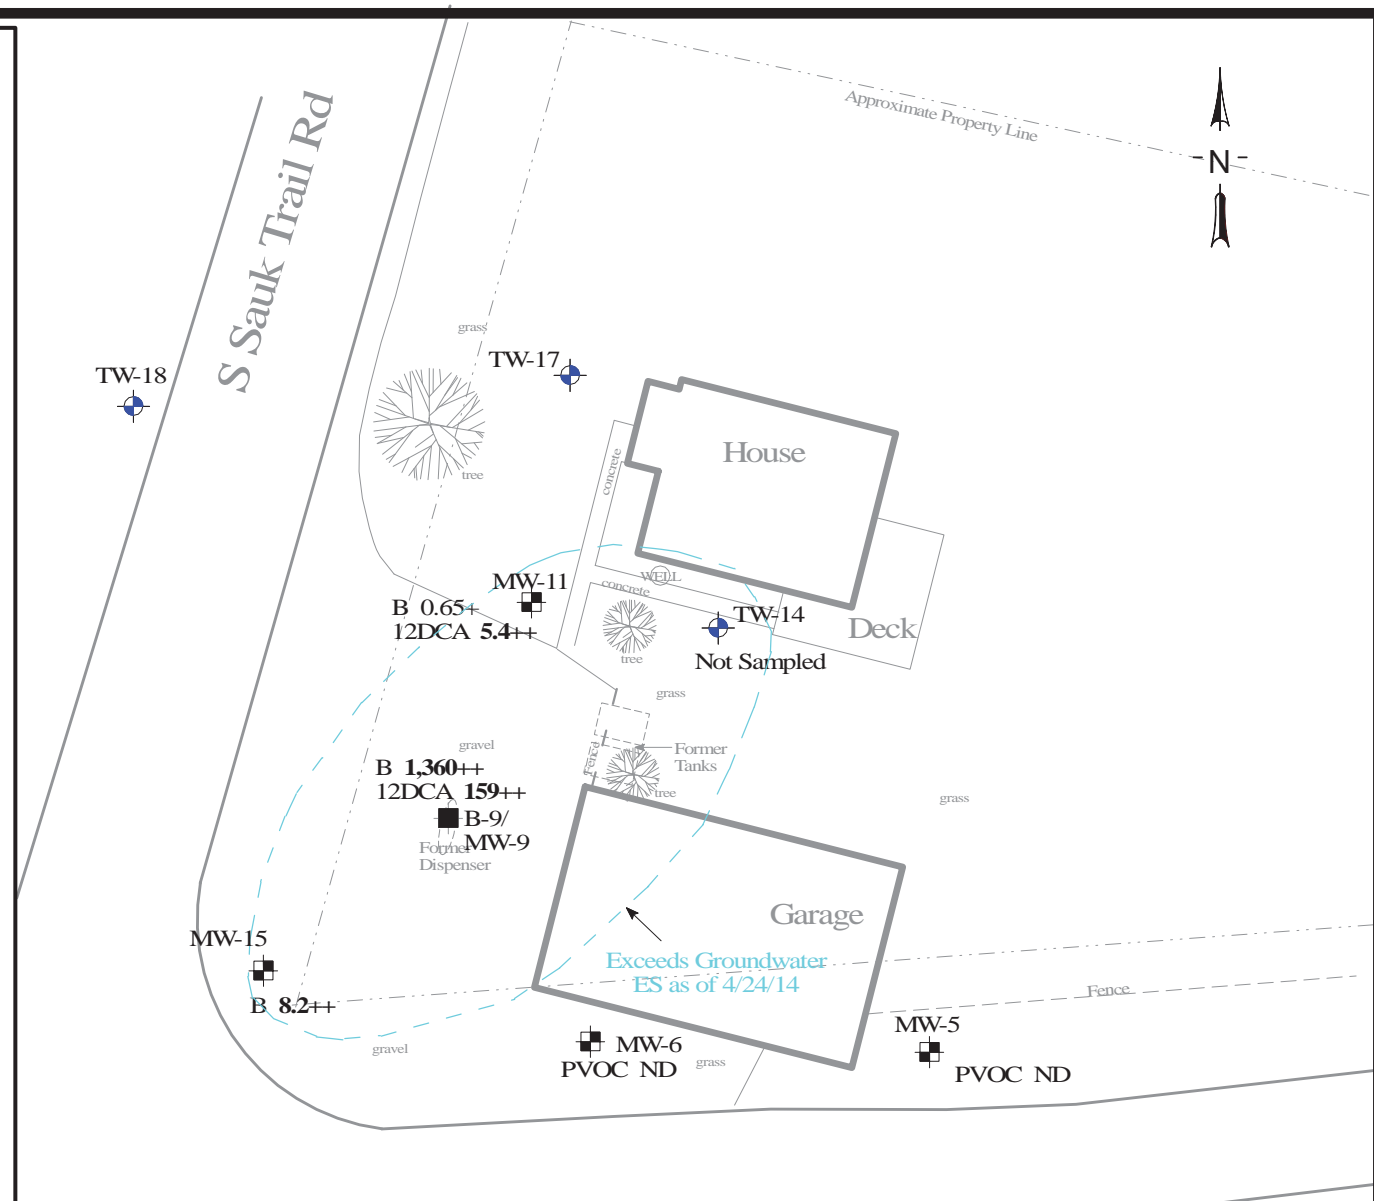 Approximate Property Line
N
S Sauk Trail Rd
grass
TW-17
TW-18
House
tree
concrete
WELL
MW-11
concrete
B 0.65+
12DCA 5.4++
TW-14
Deck
tree
Not Sampled
grass
gravel
Fence
Former
Tanks
B 1,360++
12DCA 159++
tree
grass
B-9/
MW-9
Former
Dispenser
Garage
MW-15
Exceeds Groundwater
ES as of 4/24/14
Fence
B 8.2++
MW-5
gravel
MW-6
PVOC ND
grass
PVOC ND